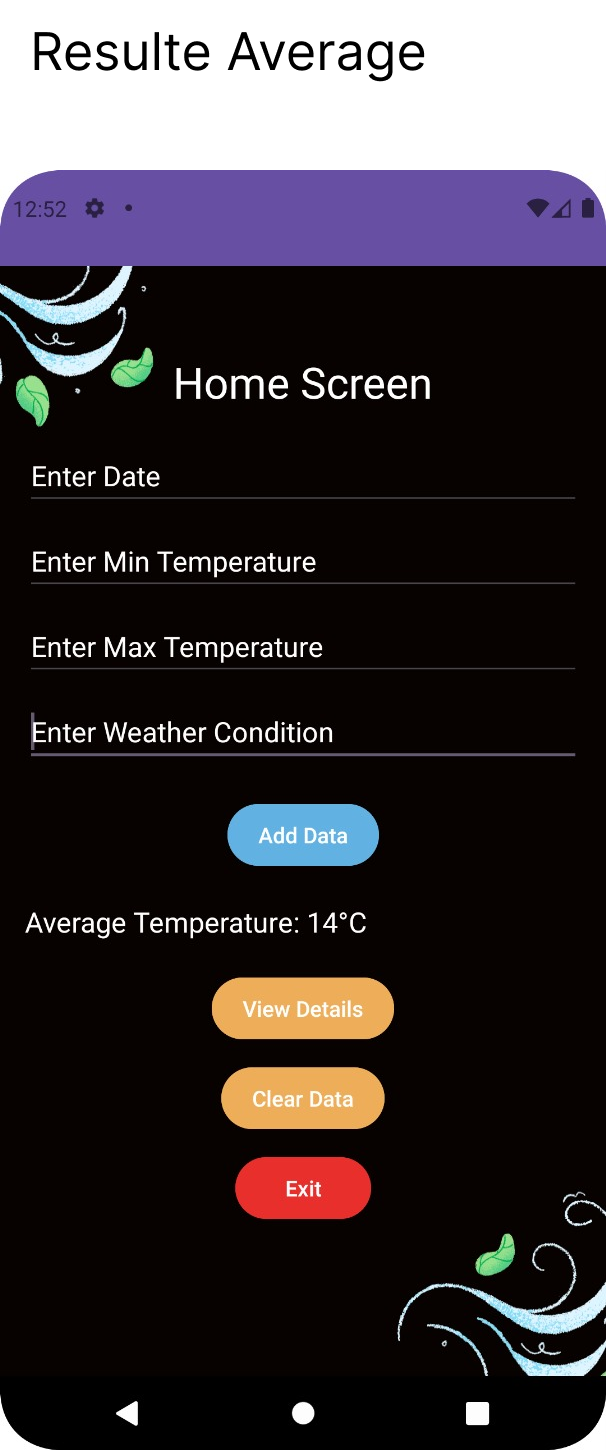 Resulte Average
12:52
Home Screen
Enter Date
Enter Min Temperature
Enter Max Temperature
Enter Weather Condition
Add Data
Average Temperature: 14°C
View Details
Clear Data
Exit